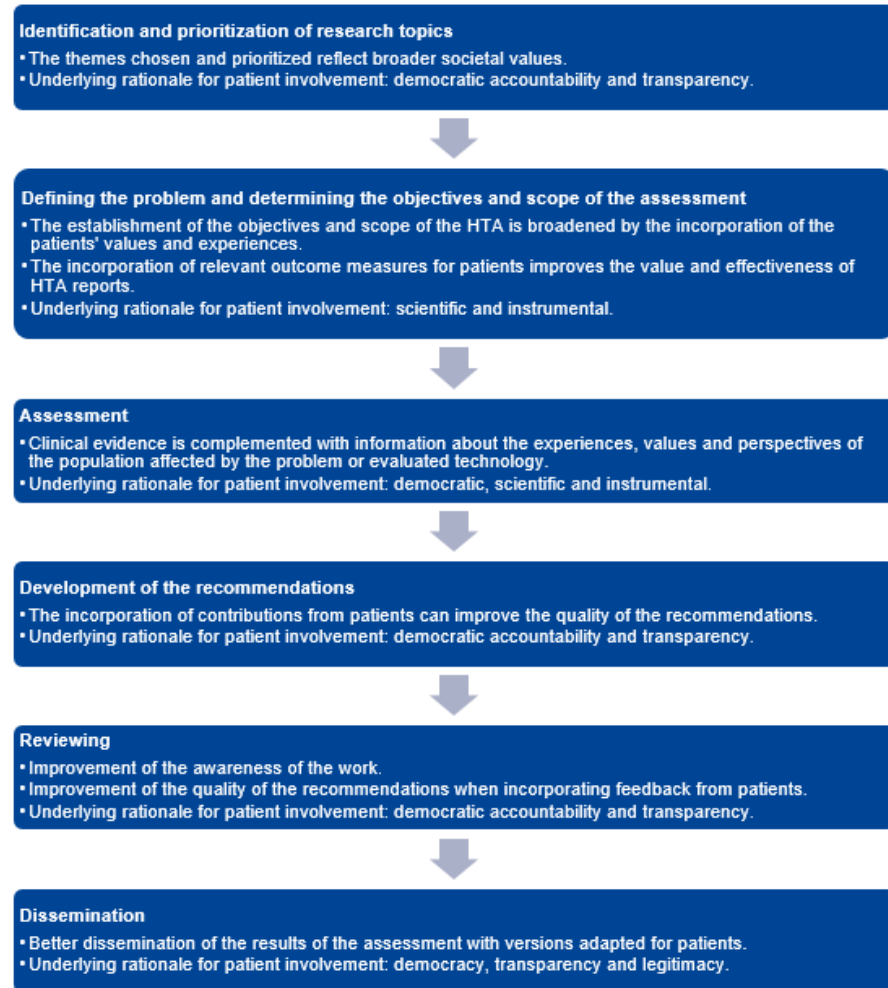 Identification and prioritization of research topics
• The themes chosen and prioritized reflect broader societal values.
• Underlying rationale for patient involvement: democratic accountability and transparency.
Defining the problem and determining the objectives and scope of the assessment
• The establishment of the objectives and scope of the HTA is broadened by the incorporation of the
patients' values and experiences.
• The incorporation of relevant outcome measures for patients improves the value and effectiveness of
HTA reports.
• Underlying rationale for patient involvement: scientific and instrumental.
Assessment
• Clinical evidence is complemented with information about the experiences, values and perspectives of
the population affected by the problem or evaluated technology.
• Underlying rationale for patient involvement: democratic, scientific and instrumental.
Development of the recommendations
• The incorporation of contributions from patients can improve the quality of the recommendations.
• Underlying rationale for patient involvement: democratic accountability and transparency.
Reviewing
• Improvement of the awareness of the work.
• Improvement of the quality of the recommendations when incorporating feedback from patients.
• Underlying rationale for patient involvement: democratic accountability and transparency.
Dissemination
• Better dissemination of the results of the assessment with versions adapted for patients.
• Underlying rationale for patient involvement: democracy, transparency and legitimacy.